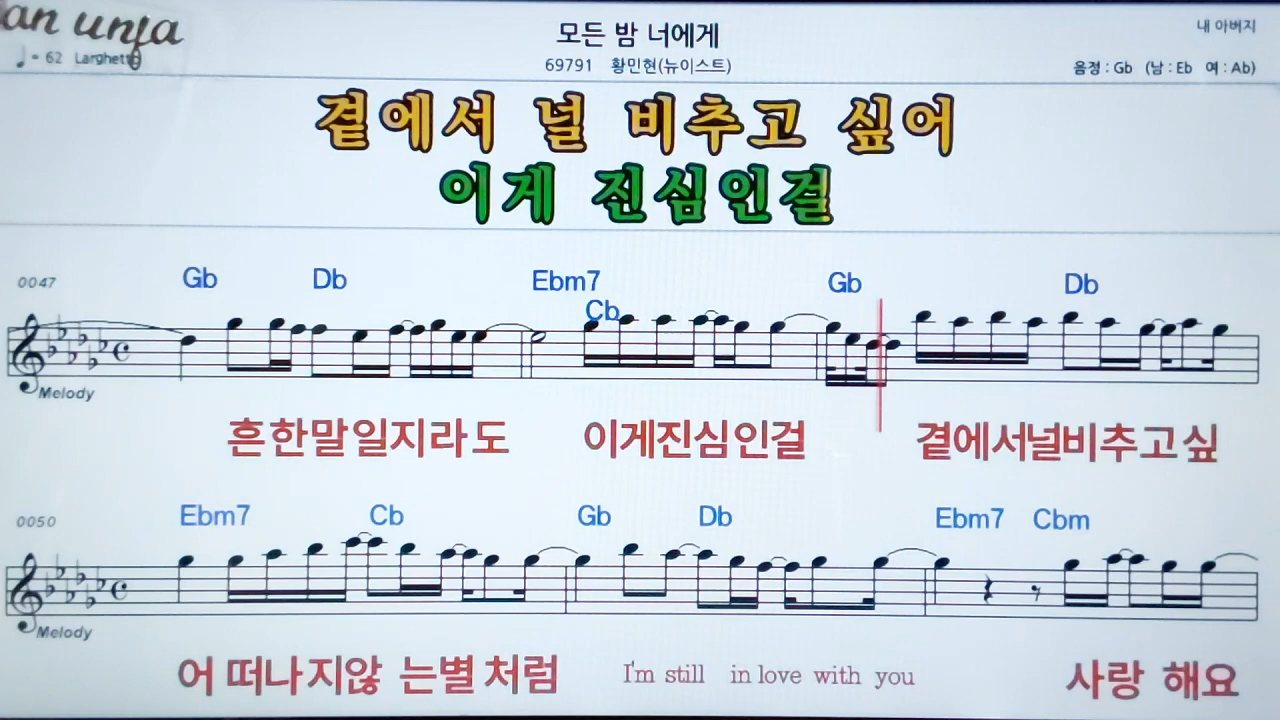 an unja
♩= 62 Larghetto
모든 밤 너에게
69791 황민현(뉴이스트)
내 아버지
음정 : Gb (남 : Eb 여 : Ab)
곁에서 널 비추고 싶어
이게 진심인걸
0047
Gb Db Ebm7 Cb Gb Db
Melody
흔한말일지라도 이게진심인걸 곁에서널비추고싶
0050
Ebm7 Cb Gb Db Ebm7 Cbm
Melody
어 떠나지않 는별 처럼 I'm still in love with you 사랑 해요